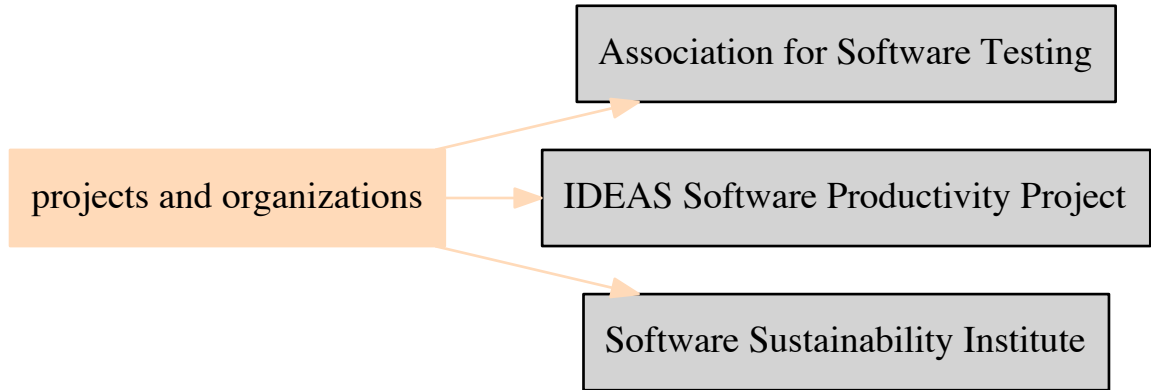 Association for Software Testing
projects and organizations
IDEAS Software Productivity Project
Software Sustainability Institute